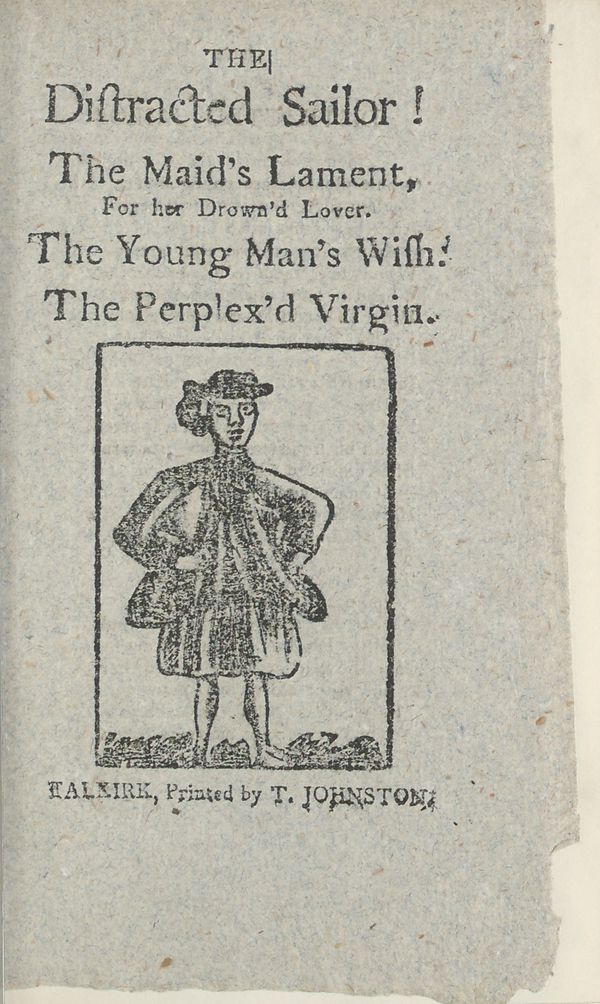 THE
Diſtracted Sailor!
The Maid's Lament,
For her Drown'd Lover.
The Young Man's Wiſh.
The Perplex'd Virgin.
FALKIRK, Printed by T. JOHNSTON.